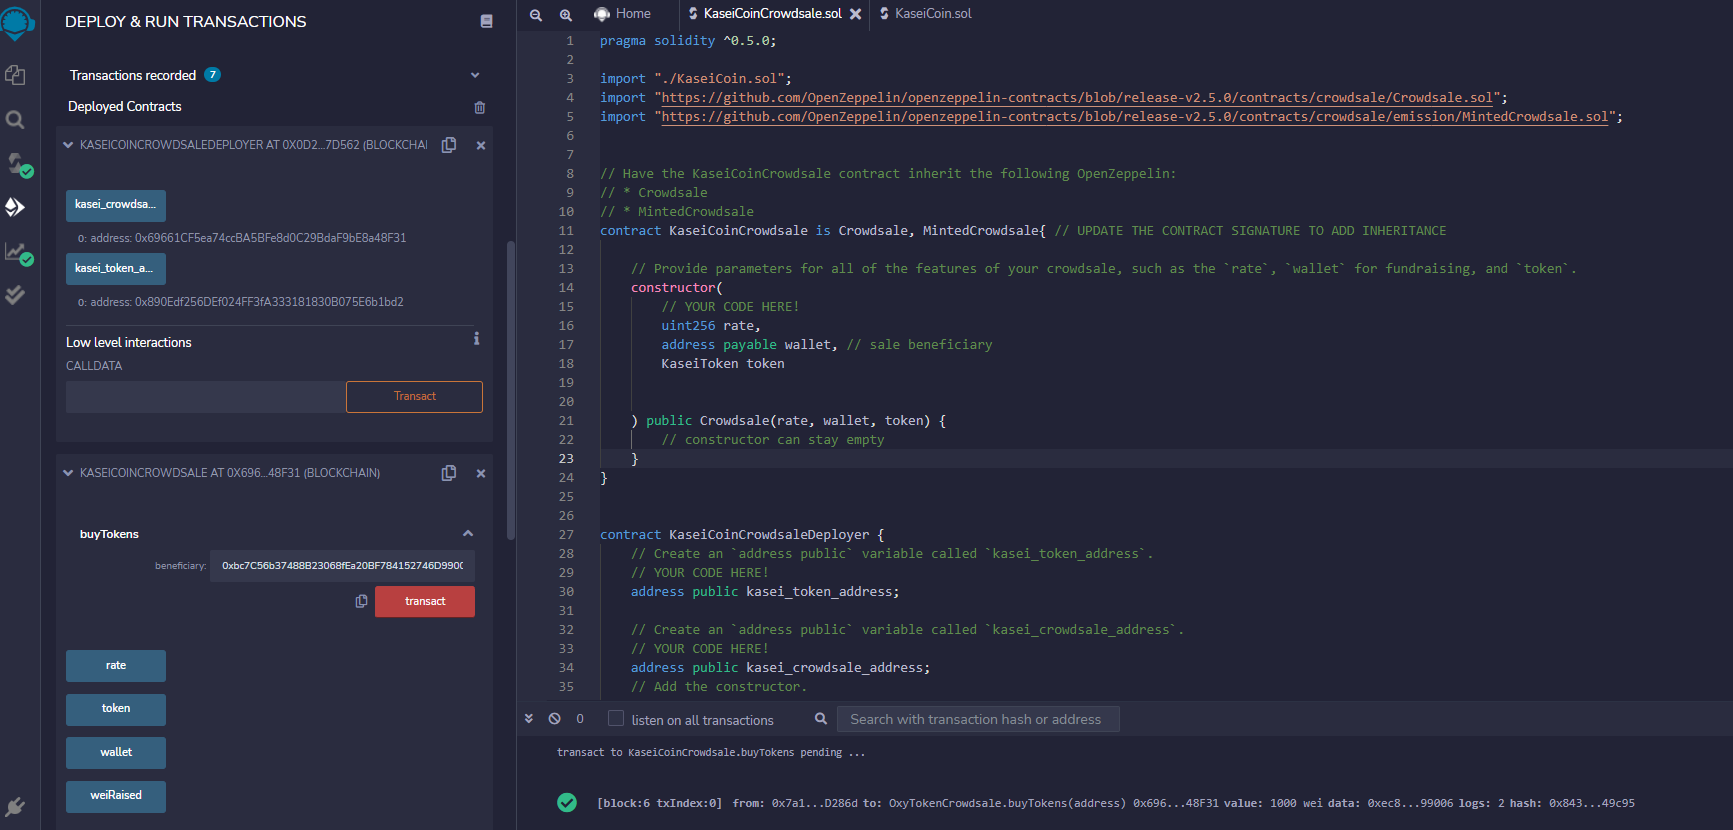 DEPLOY & RUN TRANSACTIONS
Transactions recorded 7
Deployed Contracts
KASEICOINCROWDSALEDEPLOYER AT 0X0D2...7D562 (BLOCKCHAI
kasei_crowdsa...
0: address: 0x69661CF5ea74ccBA5BFe8d0C29BdaF9bE8a48F31
kasei_token_a...
0: address: 0x890Edf256DEf024FF3fA333181830B075E6b1bd2
Low level interactions
CALLDATA
Transact
KASEICOINCROWDSALE AT 0X696...48F31 (BLOCKCHAIN)
buyTokens
beneficiary: 0xbc7C56b37488B23068fEa20BF784152746D9900
transact
rate
token
wallet
weiRaised
Home KaseiCoinCrowdsale.sol KaseiCoin.sol
1 pragma solidity ^0.5.0;
2
3 import "./KaseiCoin.sol";
4 import "https://github.com/OpenZeppelin/openzeppelin-contracts/blob/release-v2.5.0/contracts/crowdsale/Crowdsale.sol";
5 import "https://github.com/OpenZeppelin/openzeppelin-contracts/blob/release-v2.5.0/contracts/crowdsale/emission/MintedCrowdsale.sol";
6
7
8 // Have the KaseiCoinCrowdsale contract inherit the following OpenZeppelin:
9 // * Crowdsale
10 // * MintedCrowdsale
11 contract KaseiCoinCrowdsale is Crowdsale, MintedCrowdsale{ // UPDATE THE CONTRACT SIGNATURE TO ADD INHERITANCE
12
13 // Provide parameters for all of the features of your crowdsale, such as the `rate`, `wallet` for fundraising, and `token`.
14 constructor(
15 // YOUR CODE HERE!
16 uint256 rate,
17 address payable wallet, // sale beneficiary
18 KaseiToken token
19
20
21 ) public Crowdsale(rate, wallet, token) {
22 // constructor can stay empty
23 }
24 }
25
26
27 contract KaseiCoinCrowdsaleDeployer {
28 // Create an `address public` variable called `kasei_token_address`.
29 // YOUR CODE HERE!
30 address public kasei_token_address;
31
32 // Create an `address public` variable called `kasei_crowdsale_address`.
33 // YOUR CODE HERE!
34 address public kasei_crowdsale_address;
35 // Add the constructor.
0 listen on all transactions Search with transaction hash or address
transact to KaseiCoinCrowdsale.buyTokens pending ...
[block:6 txIndex:0] from: 0x7a1...D286d to: OxyTokenCrowdsale.buyTokens(address) 0x696...48F31 value: 1000 wei data: 0xec8...99006 logs: 2 hash: 0x843...49c95